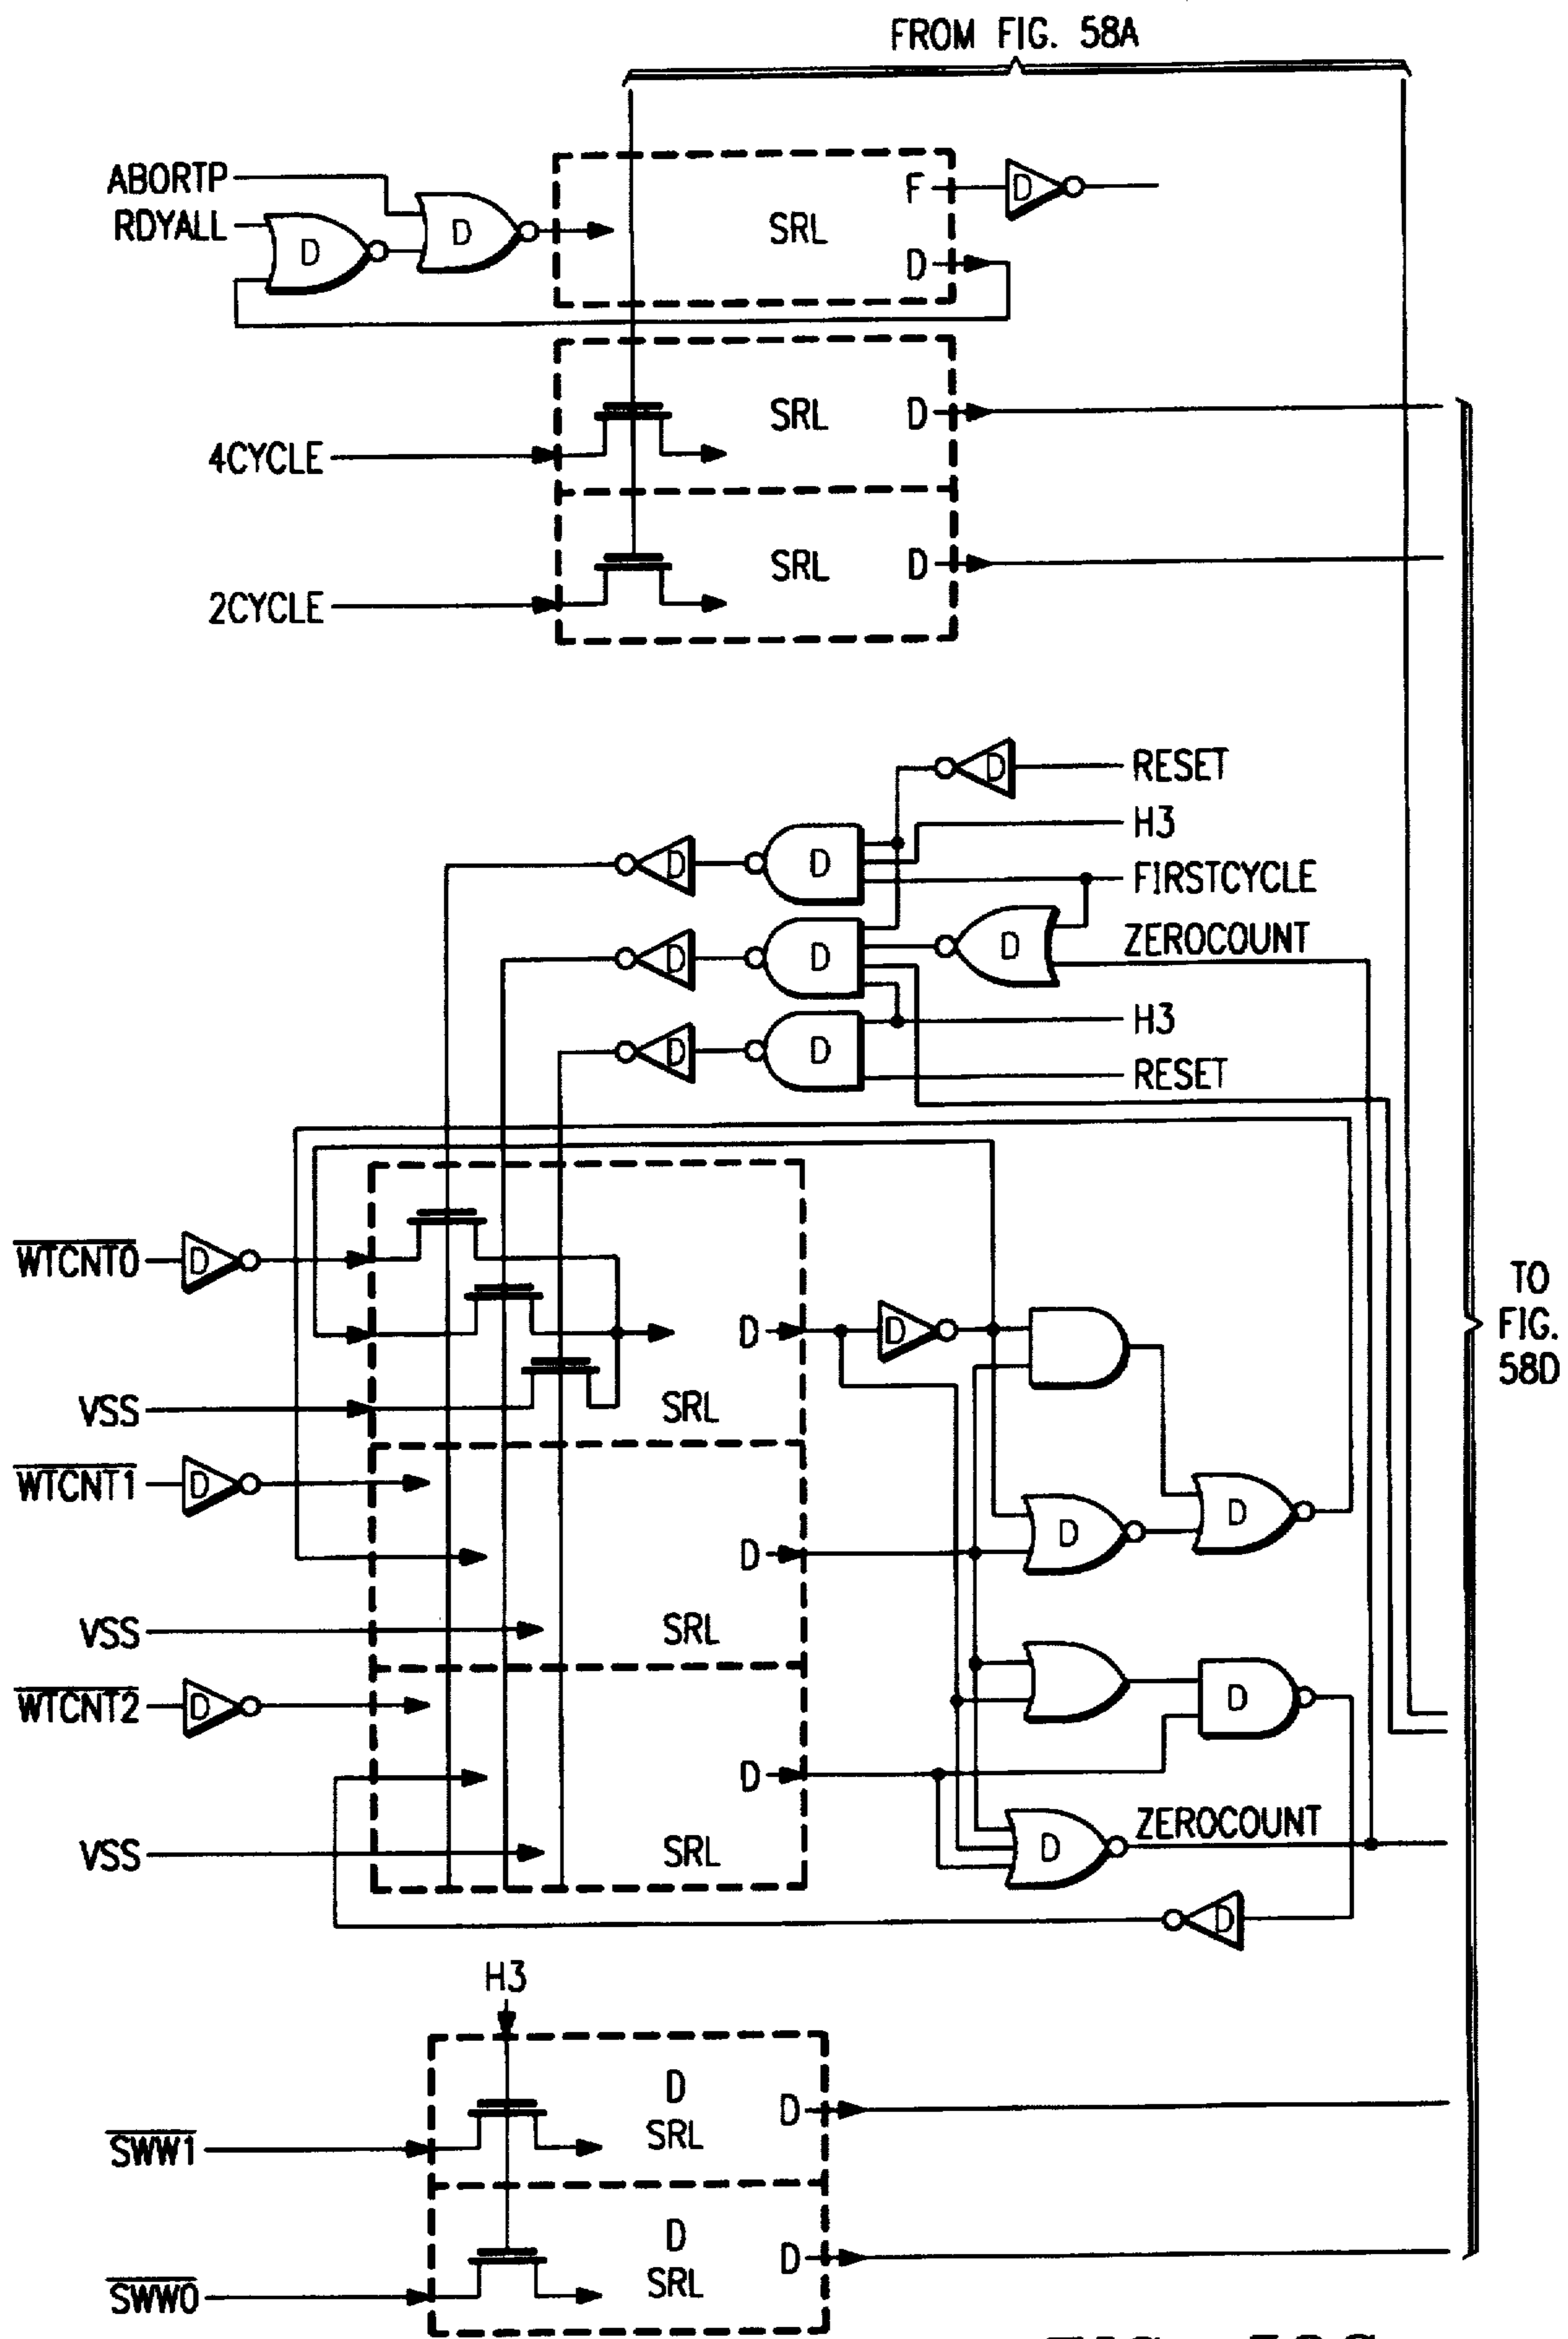 FROM FIG. 58A
ABORTP
RDYALL
D
D
SRL
F
D
D
4CYCLE
SRL
D
2CYCLE
SRL
D
D
RESET
H3
D
D
FIRSTCYCLE
D
ZEROCOUNT
D
D
H3
D
D
RESET
WTCNT0
D
D
D
VSS
SRL
TO
FIG.
58D
WTCNT1
D
D
D
D
VSS
SRL
WTCNT2
D
D
D
ZEROCOUNT
D
VSS
SRL
D
H3
D
D
SWW1
SRL
D
D
SWW0
SRL